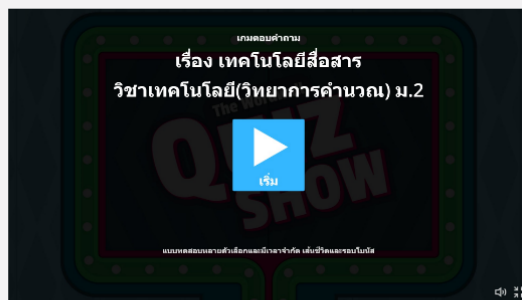 เกมตอบคำถาม
เรื่อง เทคโนโลยีสื่อสาร
วิชาเทคโนโลยี(วิทยาการคำนวณ) ม.2
The
QUIZ
SHOW
เริ่ม
แบบทดสอบหลายตัวเลือกและมีเวลาจำกัด เส้นชีวิตและรอบโบนัส